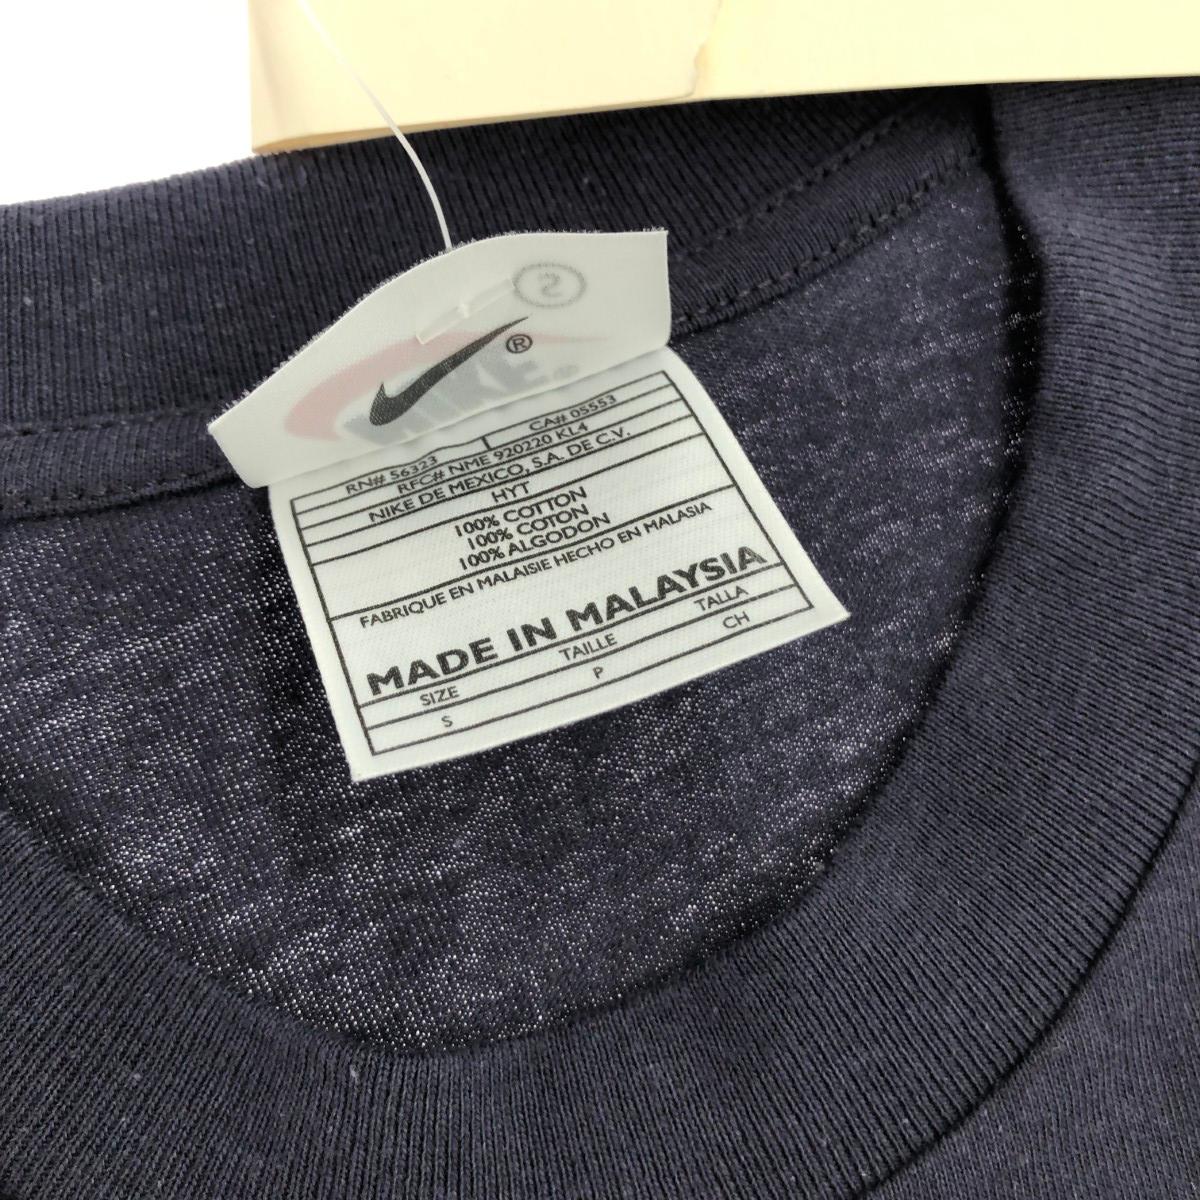 S
NIKE
®
RN# 56323 CA# 05553
RFC# NME 920220 KL4
NIKE DE MEXICO, S.A. DE C.V.
HYT
100% COTTON
100% COTON
100% ALGODON
FABRIQUE EN MALAISIE HECHO EN MALASIA
MADE IN MALAYSIA
SIZE TAILLE TALLA
S P CH